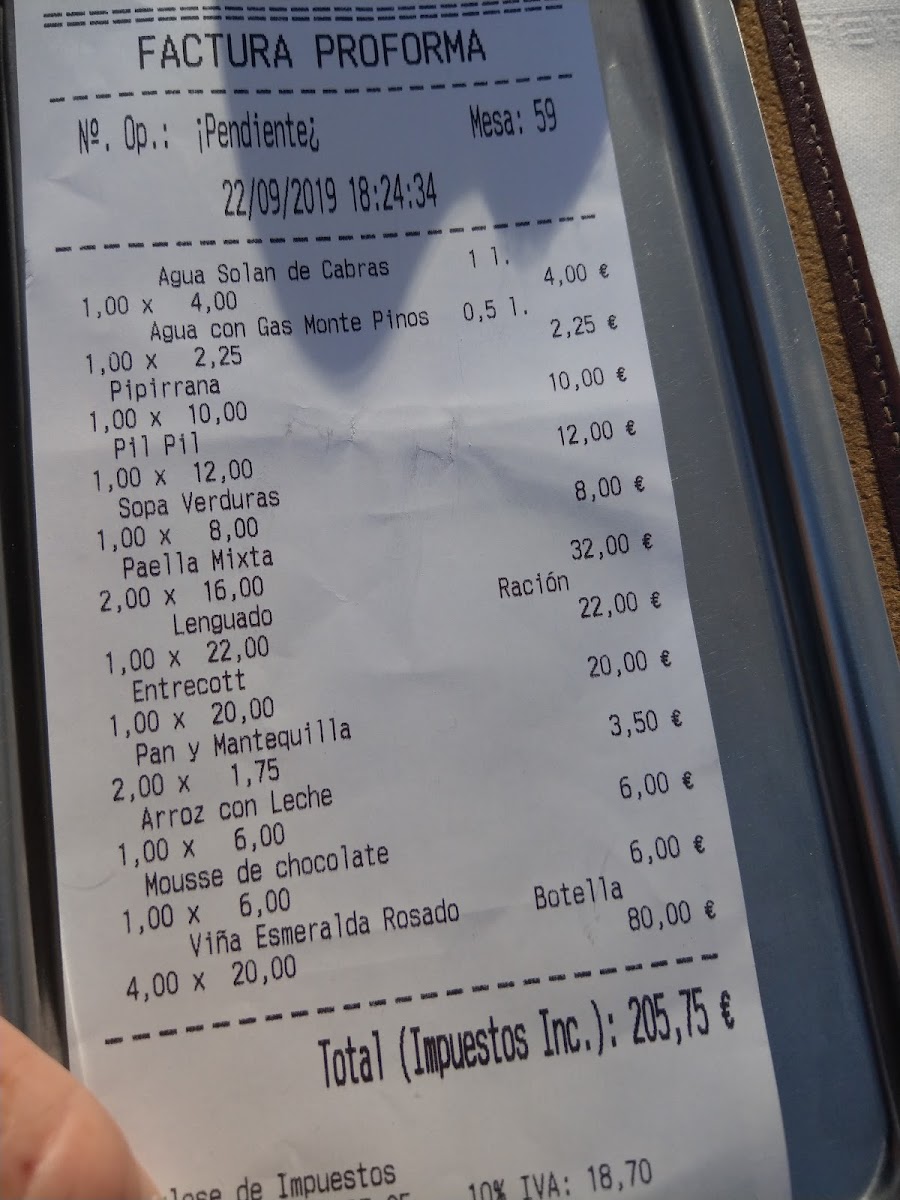 FACTURA PROFORMA
Nº. Op.: ¡Pendiente¿ Mesa: 59
22/09/2019 18:24:34
Agua Solan de Cabras 1 l.
1,00 x 4,00 4,00 €
Agua con Gas Monte Pinos 0,5 l.
1,00 x 2,25 2,25 €
Pipirrana
1,00 x 10,00 10,00 €
Pil Pil
1,00 x 12,00 12,00 €
Sopa Verduras
1,00 x 8,00 8,00 €
Paella Mixta
2,00 x 16,00 32,00 €
Lenguado Ración
1,00 x 22,00 22,00 €
Entrecott
1,00 x 20,00 20,00 €
Pan y Mantequilla
2,00 x 1,75 3,50 €
Arroz con Leche
1,00 x 6,00 6,00 €
Mousse de chocolate
1,00 x 6,00 6,00 €
Viña Esmeralda Rosado Botella
4,00 x 20,00 80,00 €
Total (Impuestos Inc.): 205,75 €
de Impuestos
10% IVA: 18,70